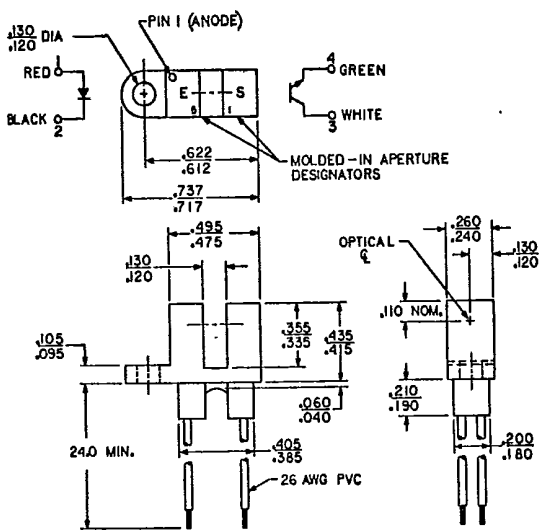 .130
.120 DIA
PIN 1 (ANODE)
1
RED
BLACK
2
E S
6 1
4
GREEN
WHITE
3
.622
.612
MOLDED-IN APERTURE
DESIGNATORS
.737
.717
.495
.475
.130
.120
.260
.240
OPTICAL
℄
.130
.120
.110 NOM.
.105
.095
.355
.335
.435
.415
.060
.040
.210
.190
24.0 MIN.
.405
.385
.200
.180
26 AWG PVC